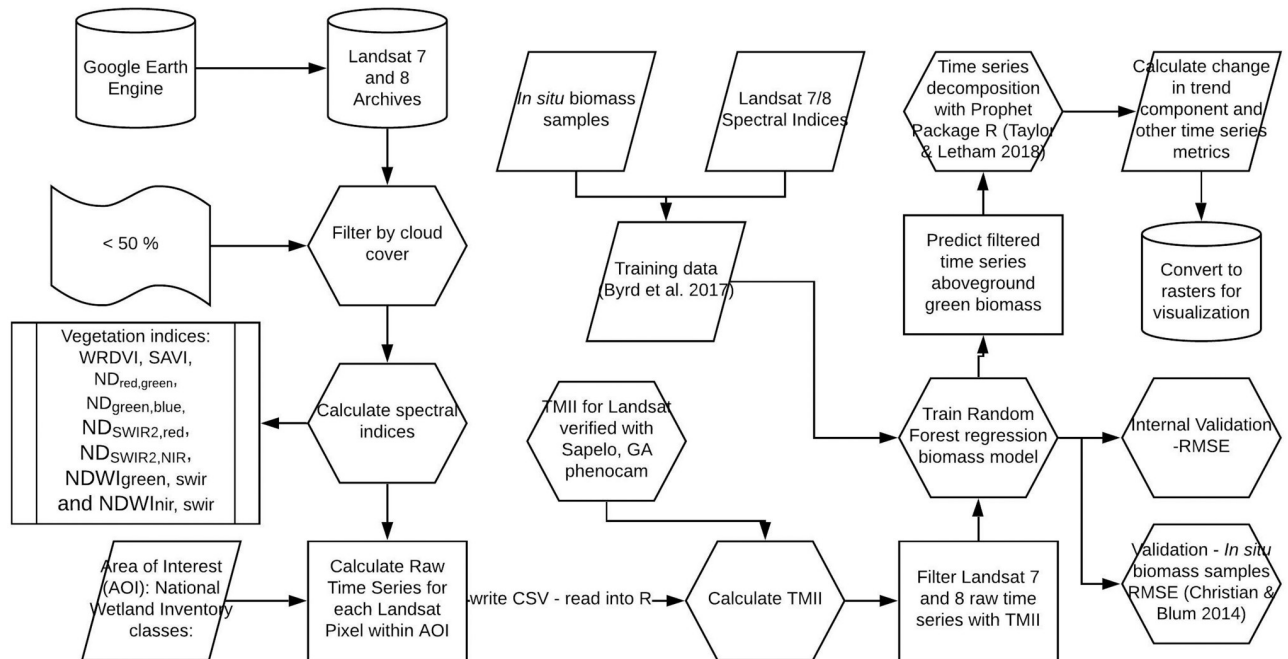 Google Earth
Engine
Landsat 7
and 8
Archives
In situ biomass
samples
Landsat 7/8
Spectral Indices
Time series
decomposition
with Prophet
Package R (Taylor
& Letham 2018)
Calculate change
in trend
component and
other time series
metrics
< 50 %
Filter by cloud
cover
Training data
(Byrd et al. 2017)
Predict filtered
time series
aboveground
green biomass
Convert to
rasters for
visualization
Vegetation indices:
WRDVI, SAVI,
NDred,green,
NDgreen,blue,
NDSWIR2,red,
NDSWIR2,NIR,
NDWIgreen, swir
and NDWInir, swir
Calculate spectral
indices
TMII for Landsat
verified with
Sapelo, GA
phenocam
Train Random
Forest regression
biomass model
Internal Validation
-RMSE
Area of Interest
(AOI): National
Wetland Inventory
classes:
Calculate Raw
Time Series for
each Landsat
Pixel within AOI
write CSV - read into R
Calculate TMII
Filter Landsat 7
and 8 raw time
series with TMII
Validation - In situ
biomass samples
RMSE (Christian &
Blum 2014)